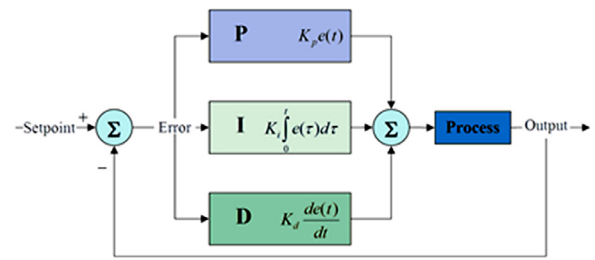 P K_p e(t)
–Setpoint + Σ Error I K_i ∫_0^t e(τ)dτ Σ Process Output
−
D K_d de(t)/dt